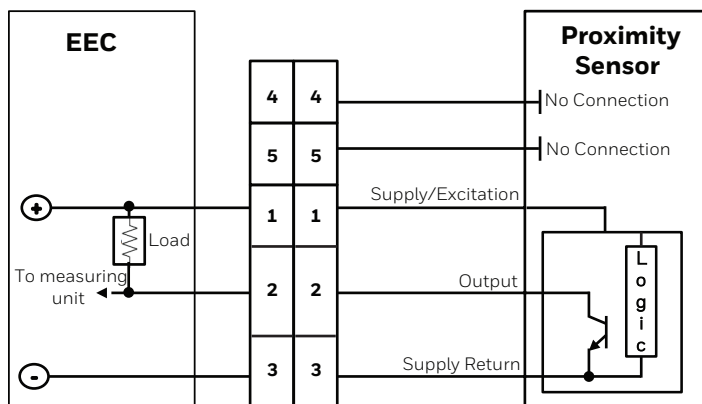 EEC
Proximity
Sensor
4 4
No Connection
5 5
No Connection
Supply/Excitation
+
1 1
Load
To measuring
unit
2 2
Output
Logic
-
3 3
Supply Return